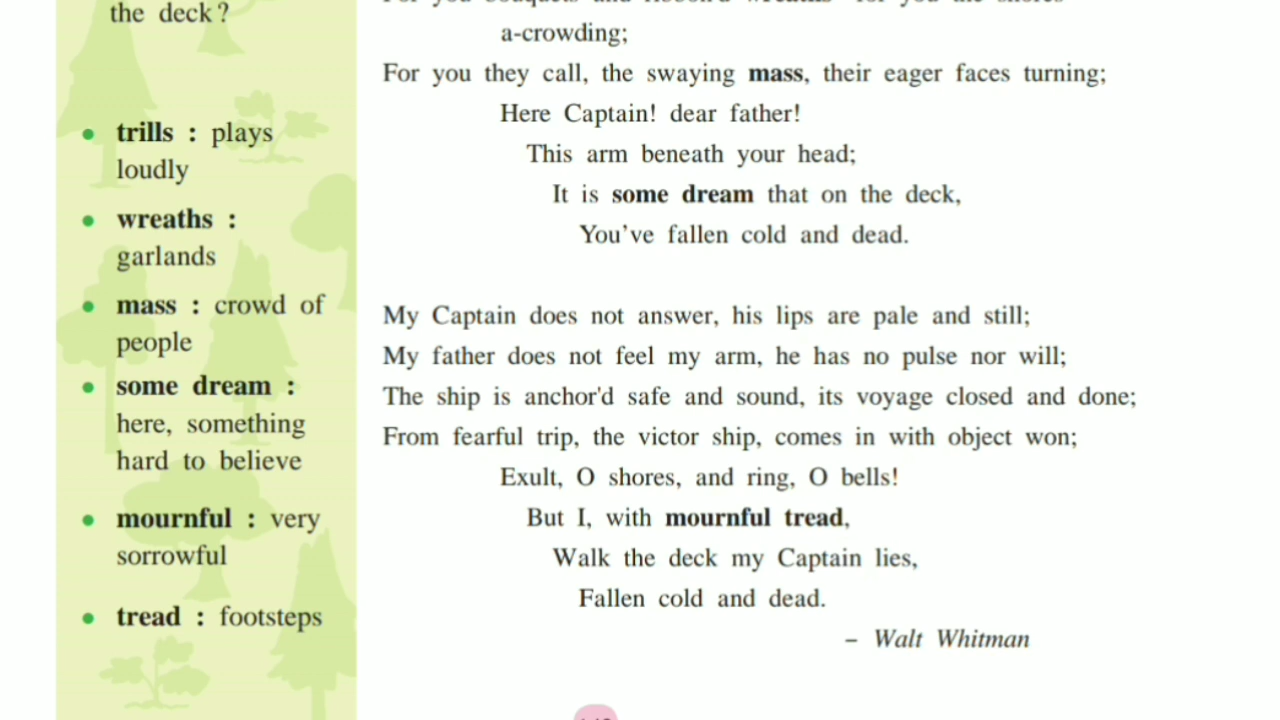 the deck?
• trills : plays
loudly
• wreaths :
garlands
• mass : crowd of
people
• some dream :
here, something
hard to believe
• mournful : very
sorrowful
• tread : footsteps
a-crowding;
For you they call, the swaying mass, their eager faces turning;
Here Captain! dear father!
This arm beneath your head;
It is some dream that on the deck,
You've fallen cold and dead.
My Captain does not answer, his lips are pale and still;
My father does not feel my arm, he has no pulse nor will;
The ship is anchor'd safe and sound, its voyage closed and done;
From fearful trip, the victor ship, comes in with object won;
Exult, O shores, and ring, O bells!
But I, with mournful tread,
Walk the deck my Captain lies,
Fallen cold and dead.
– Walt Whitman